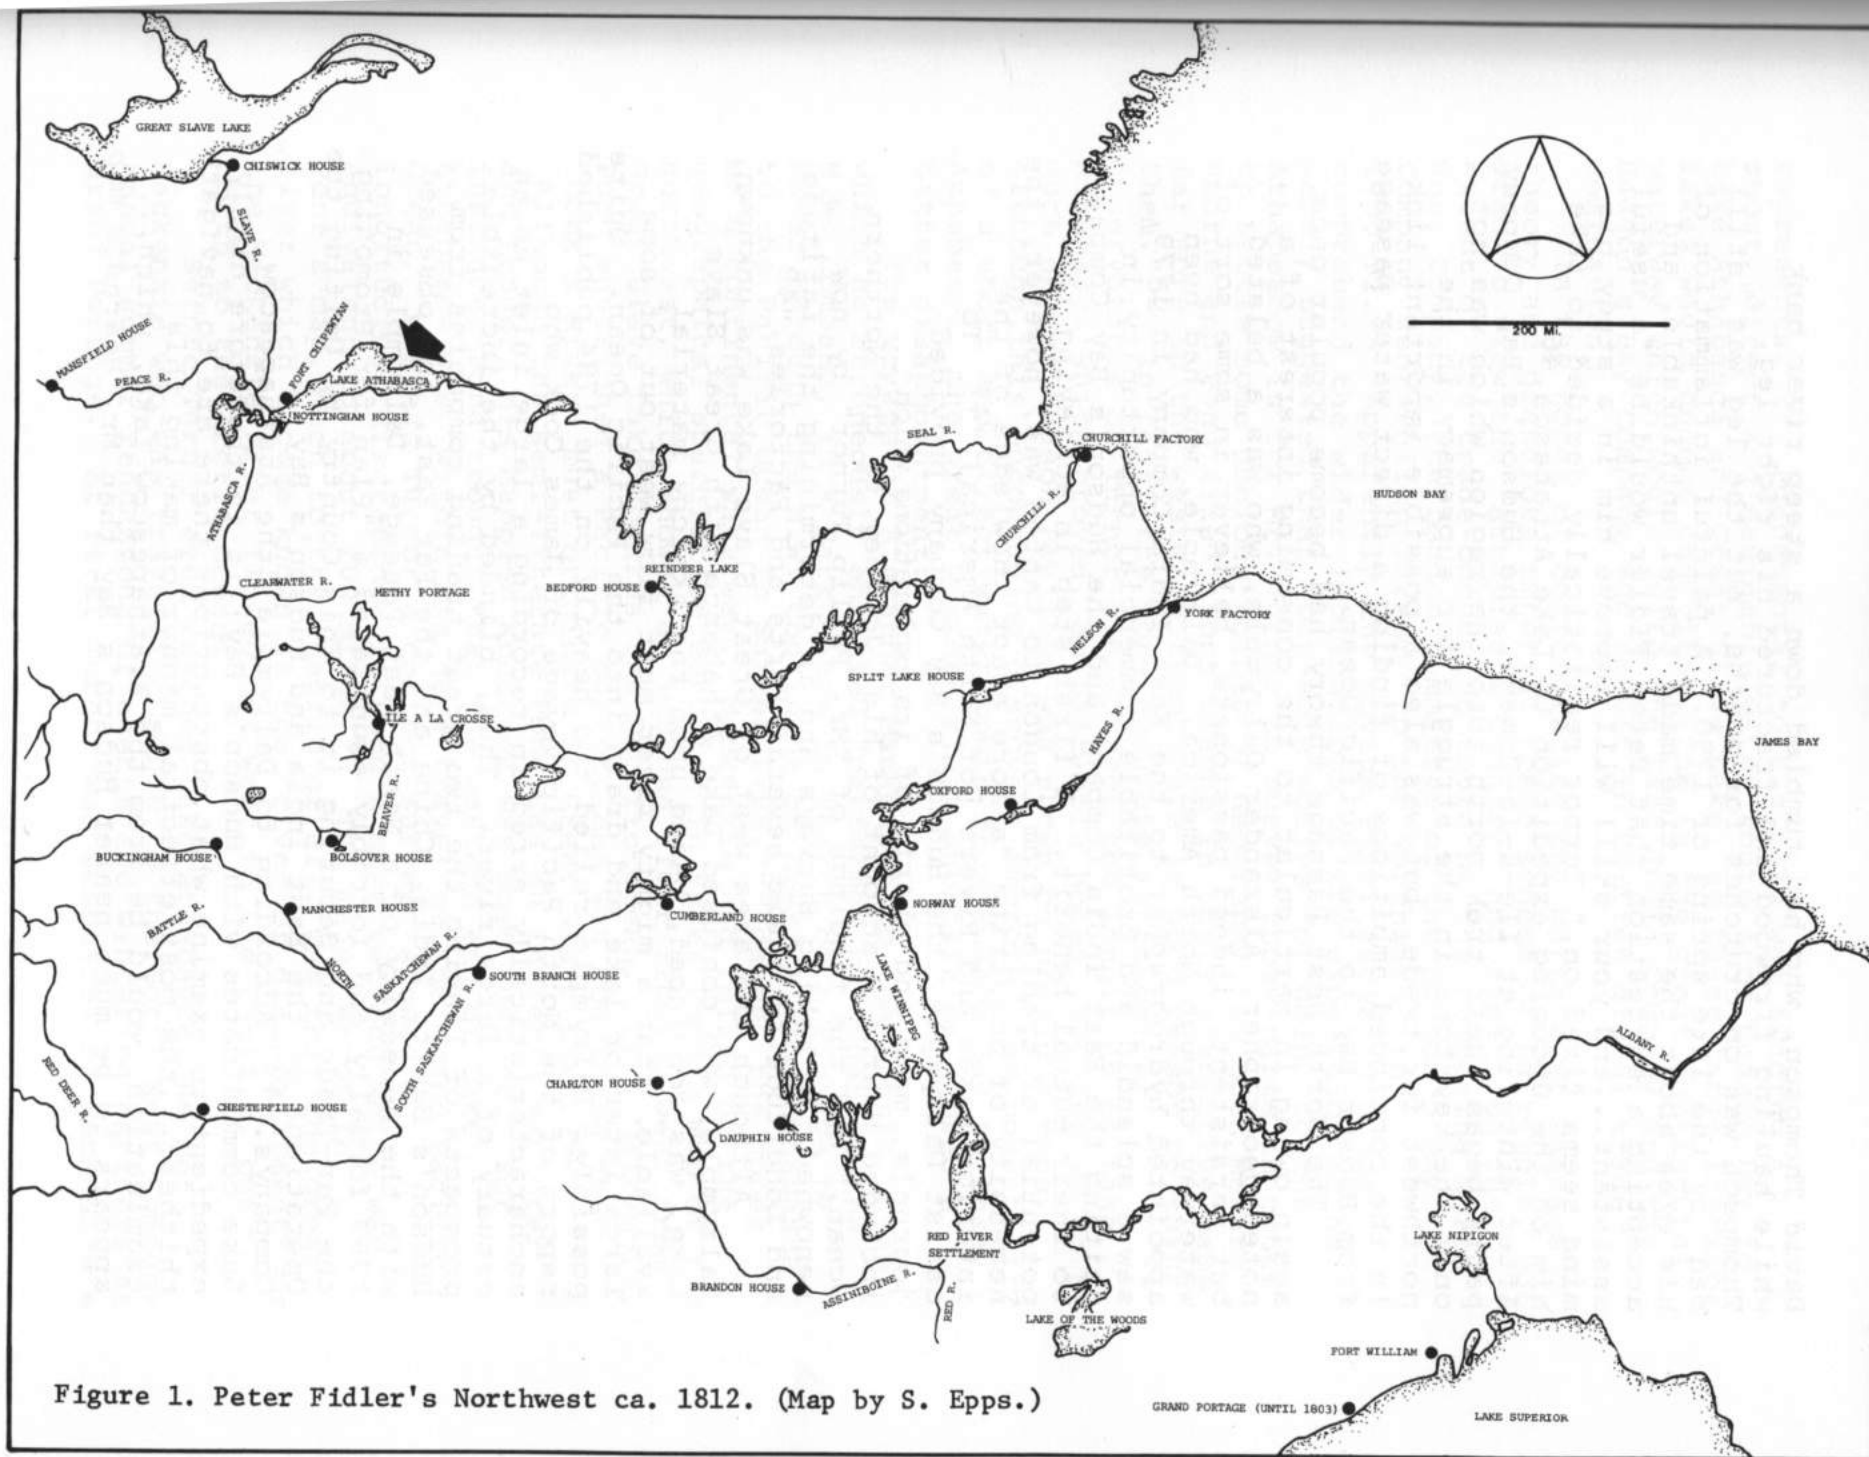 GREAT SLAVE LAKE
CHISWICK HOUSE
SLAVE R.
MANSFIELD HOUSE
PEACE R.
FORT CHIPEWYAN
LAKE ATHABASCA
NOTTINGHAM HOUSE
ATHABASCA R.
CLEARWATER R.
METHY PORTAGE
SEAL R.
CHURCHILL FACTORY
CHURCHILL R.
HUDSON BAY
200 Mi.
REINDEER LAKE
BEDFORD HOUSE
NELSON R.
YORK FACTORY
SPLIT LAKE HOUSE
HAYES R.
ILE A LA CROSSE
BEAVER R.
JAMES BAY
OXFORD HOUSE
BUCKINGHAM HOUSE
BOLSOVER HOUSE
MANCHESTER HOUSE
BATTLE R.
CUMBERLAND HOUSE
NORWAY HOUSE
NORTH
SASKATCHEWAN R.
SOUTH BRANCH HOUSE
LAKE WINNIPEG
SOUTH SASKATCHEWAN R.
RED DEER R.
CHESTERFIELD HOUSE
CHARLTON HOUSE
DAUPHIN HOUSE
ALBANY R.
RED RIVER
SETTLEMENT
LAKE NIPIGON
BRANDON HOUSE
ASSINIBOINE R.
RED R.
LAKE OF THE WOODS
FORT WILLIAM
GRAND PORTAGE (UNTIL 1803)
LAKE SUPERIOR
Figure 1. Peter Fidler's Northwest ca. 1812. (Map by S. Epps.)